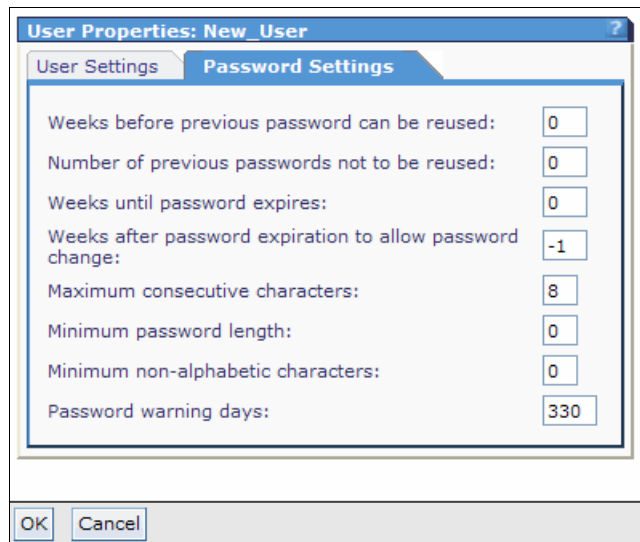 User Properties: New_User ?
User Settings Password Settings
Weeks before previous password can be reused: 0
Number of previous passwords not to be reused: 0
Weeks until password expires: 0
Weeks after password expiration to allow password
change: -1
Maximum consecutive characters: 8
Minimum password length: 0
Minimum non-alphabetic characters: 0
Password warning days: 330
OK Cancel